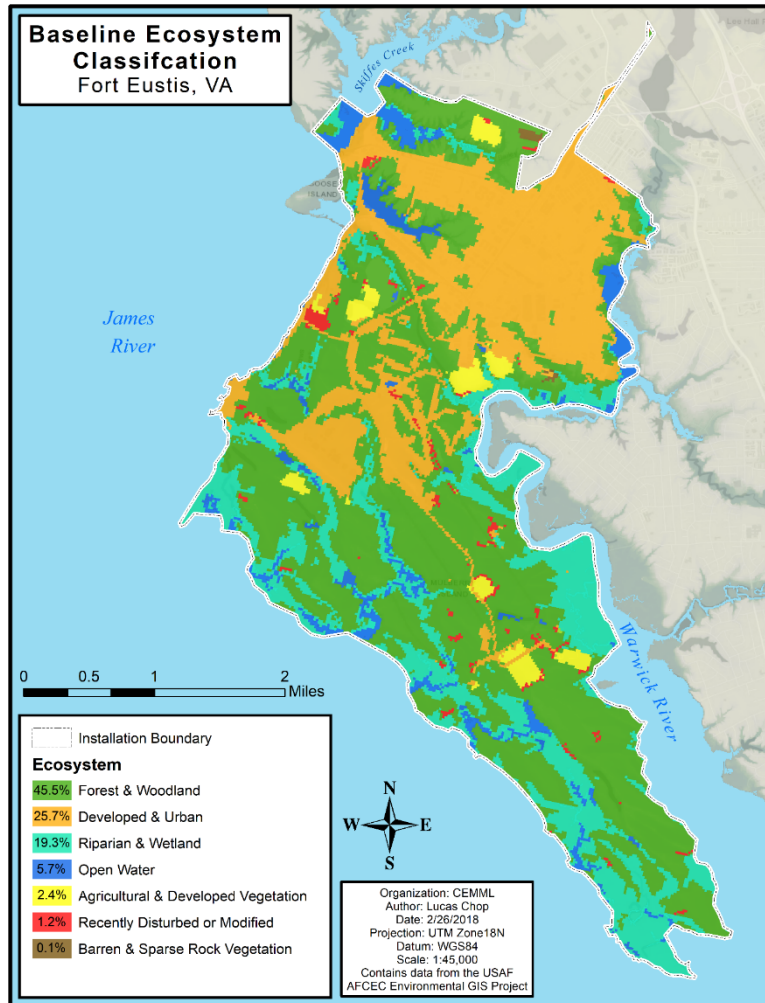 Baseline Ecosystem
Classifcation
Fort Eustis, VA
Skiffes Creek
James
River
Warwick River
0 0.5 1 2
Miles
Installation Boundary
Ecosystem
45.5% Forest & Woodland
25.7% Developed & Urban
19.3% Riparian & Wetland
5.7% Open Water
2.4% Agricultural & Developed Vegetation
1.2% Recently Disturbed or Modified
0.1% Barren & Sparse Rock Vegetation
N
W E
S
Organization: CEMML
Author: Lucas Chop
Date: 2/26/2018
Projection: UTM Zone18N
Datum: WGS84
Scale: 1:45,000
Contains data from the USAF
AFCEC Environmental GIS Project
ISLAND